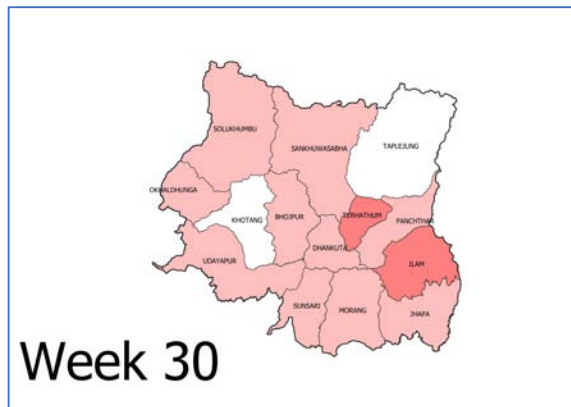 SOLUKHUMBU
TAPLEJUNG
SANKHUWASABHA
OKHALDHUNGA
TERHATHUM
KHOTANG
BHOJPUR
PANCHTHAR
DHANKUTA
UDAYAPUR
ILAM
SUNSARI
MORANG
JHAPA
Week 30